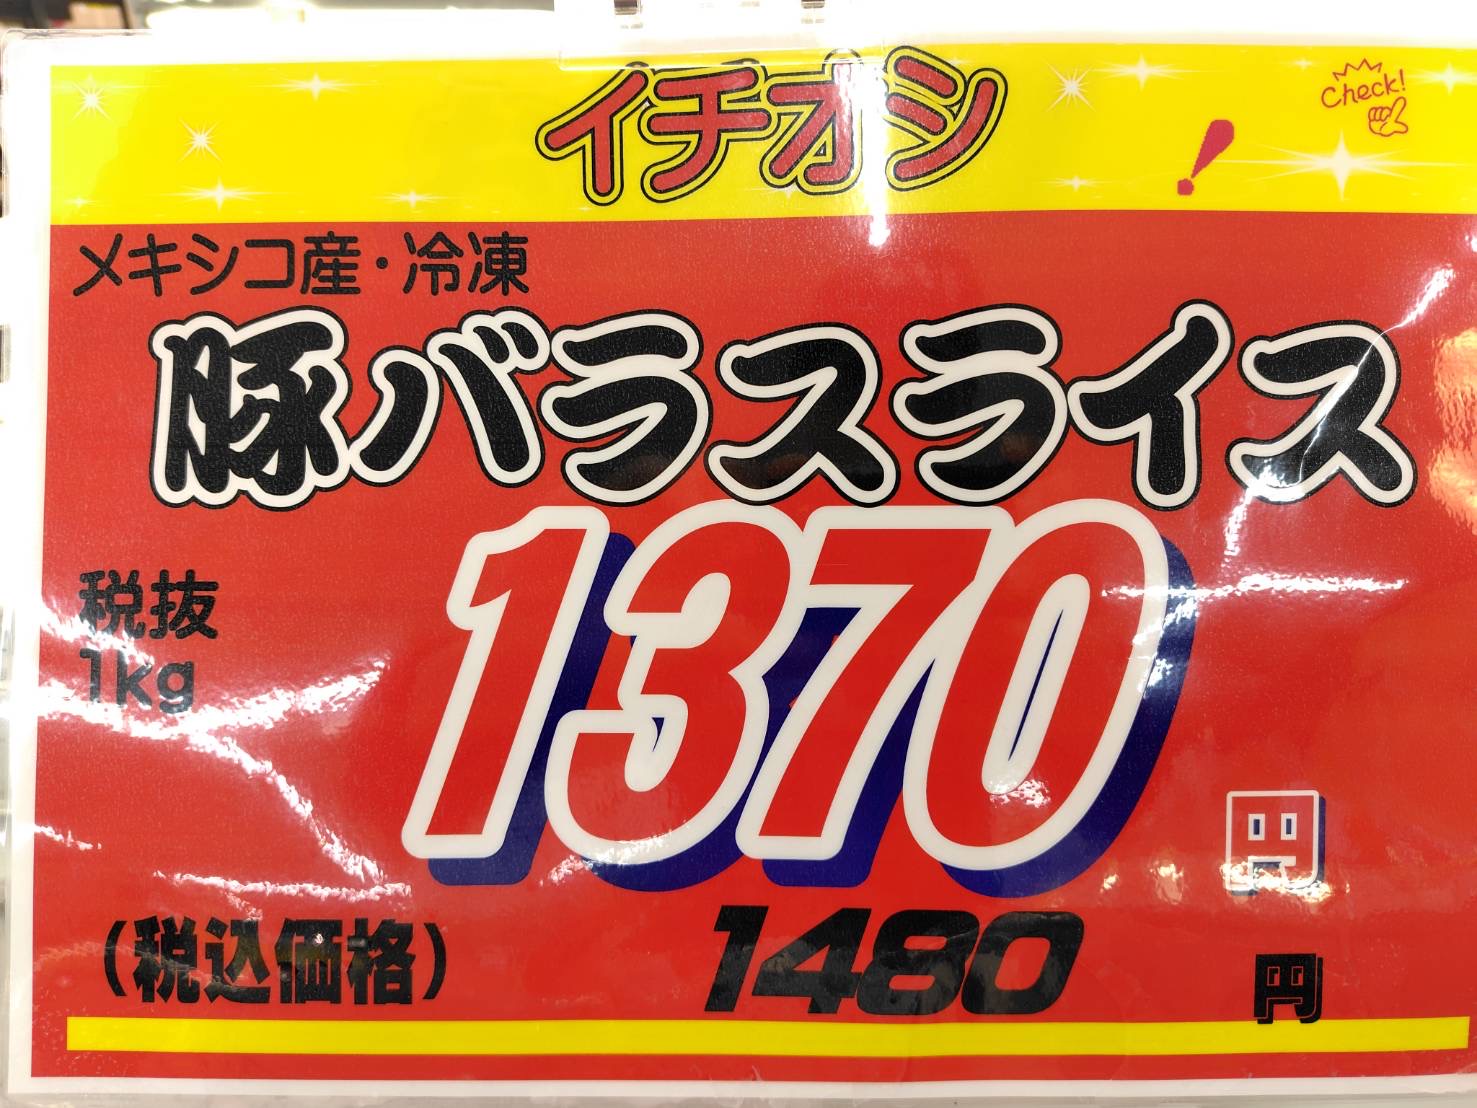 イチオシ
Check!
!
メキシコ産・冷凍
豚バラスライス
税抜
1kg
1370 円
(税込価格) 1480 円